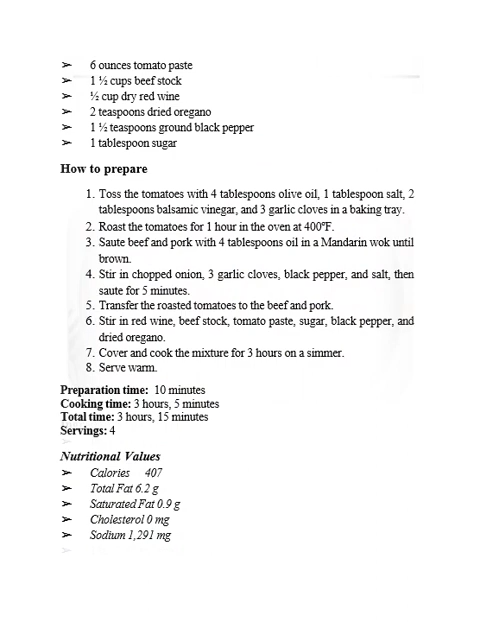 ➢ 6 ounces tomato paste
➢ 1 ½ cups beef stock
➢ ½ cup dry red wine
➢ 2 teaspoons dried oregano
➢ 1 ½ teaspoons ground black pepper
➢ 1 tablespoon sugar
How to prepare
1. Toss the tomatoes with 4 tablespoons olive oil, 1 tablespoon salt, 2
tablespoons balsamic vinegar, and 3 garlic cloves in a baking tray.
2. Roast the tomatoes for 1 hour in the oven at 400°F.
3. Saute beef and pork with 4 tablespoons oil in a Mandarin wok until
brown.
4. Stir in chopped onion, 3 garlic cloves, black pepper, and salt, then
saute for 5 minutes.
5. Transfer the roasted tomatoes to the beef and pork.
6. Stir in red wine, beef stock, tomato paste, sugar, black pepper, and
dried oregano.
7. Cover and cook the mixture for 3 hours on a simmer.
8. Serve warm.
Preparation time: 10 minutes
Cooking time: 3 hours, 5 minutes
Total time: 3 hours, 15 minutes
Servings: 4
Nutritional Values
➢ Calories 407
➢ Total Fat 6.2 g
➢ Saturated Fat 0.9 g
➢ Cholesterol 0 mg
➢ Sodium 1,291 mg